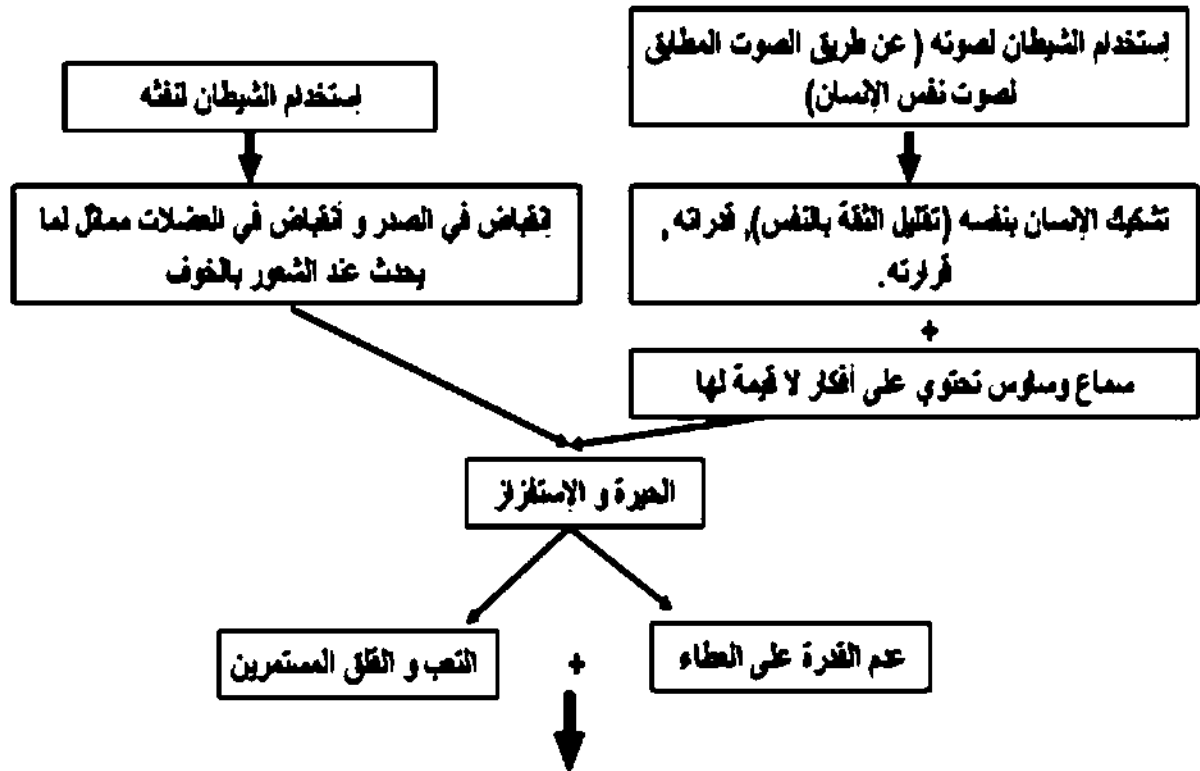 إستخدام الشيطان لصوته ( عن طريق الصوت المطابق
لصوت نفس الإنسان)
إستخدام الشيطان لنفثه
تشكيك الإنسان بنفسه (تقليل الثقة بالنفس), قدراته ,
قرارته.
إنقباض في الصدر و أنقباض في العضلات مماثل لما
يحدث عند الشعور بالخوف
+
سماع وساوس تحتوي على أفكار لا قيمة لها
الحيرة و الإستفزاز
عدم القدرة على العطاء
+
التعب و القلق المستمرين